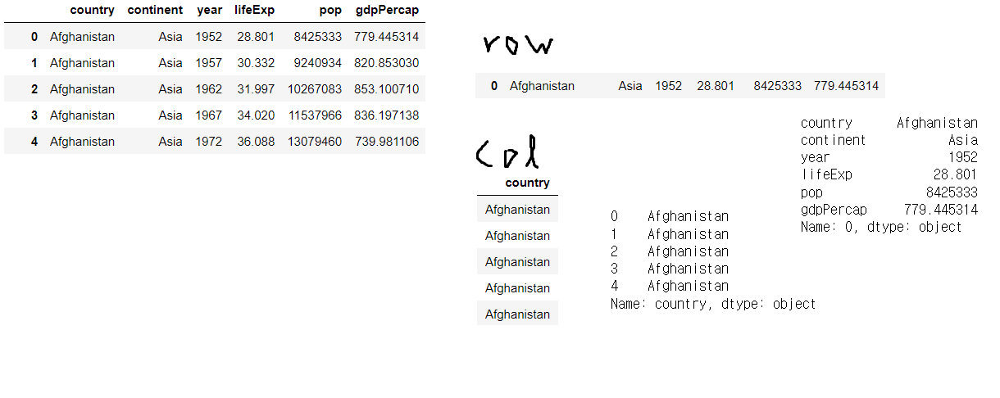 country continent year lifeExp pop gdpPercap
0 Afghanistan Asia 1952 28.801 8425333 779.445314
1 Afghanistan Asia 1957 30.332 9240934 820.853030
2 Afghanistan Asia 1962 31.997 10267083 853.100710
3 Afghanistan Asia 1967 34.020 11537966 836.197138
4 Afghanistan Asia 1972 36.088 13079460 739.981106
row
0 Afghanistan Asia 1952 28.801 8425333 779.445314
country Afghanistan
continent Asia
year 1952
lifeExp 28.801
pop 8425333
gdpPercap 779.445314
Name: 0, dtype: object
col
country
Afghanistan
Afghanistan
Afghanistan
Afghanistan
Afghanistan
0 Afghanistan
1 Afghanistan
2 Afghanistan
3 Afghanistan
4 Afghanistan
Name: country, dtype: object